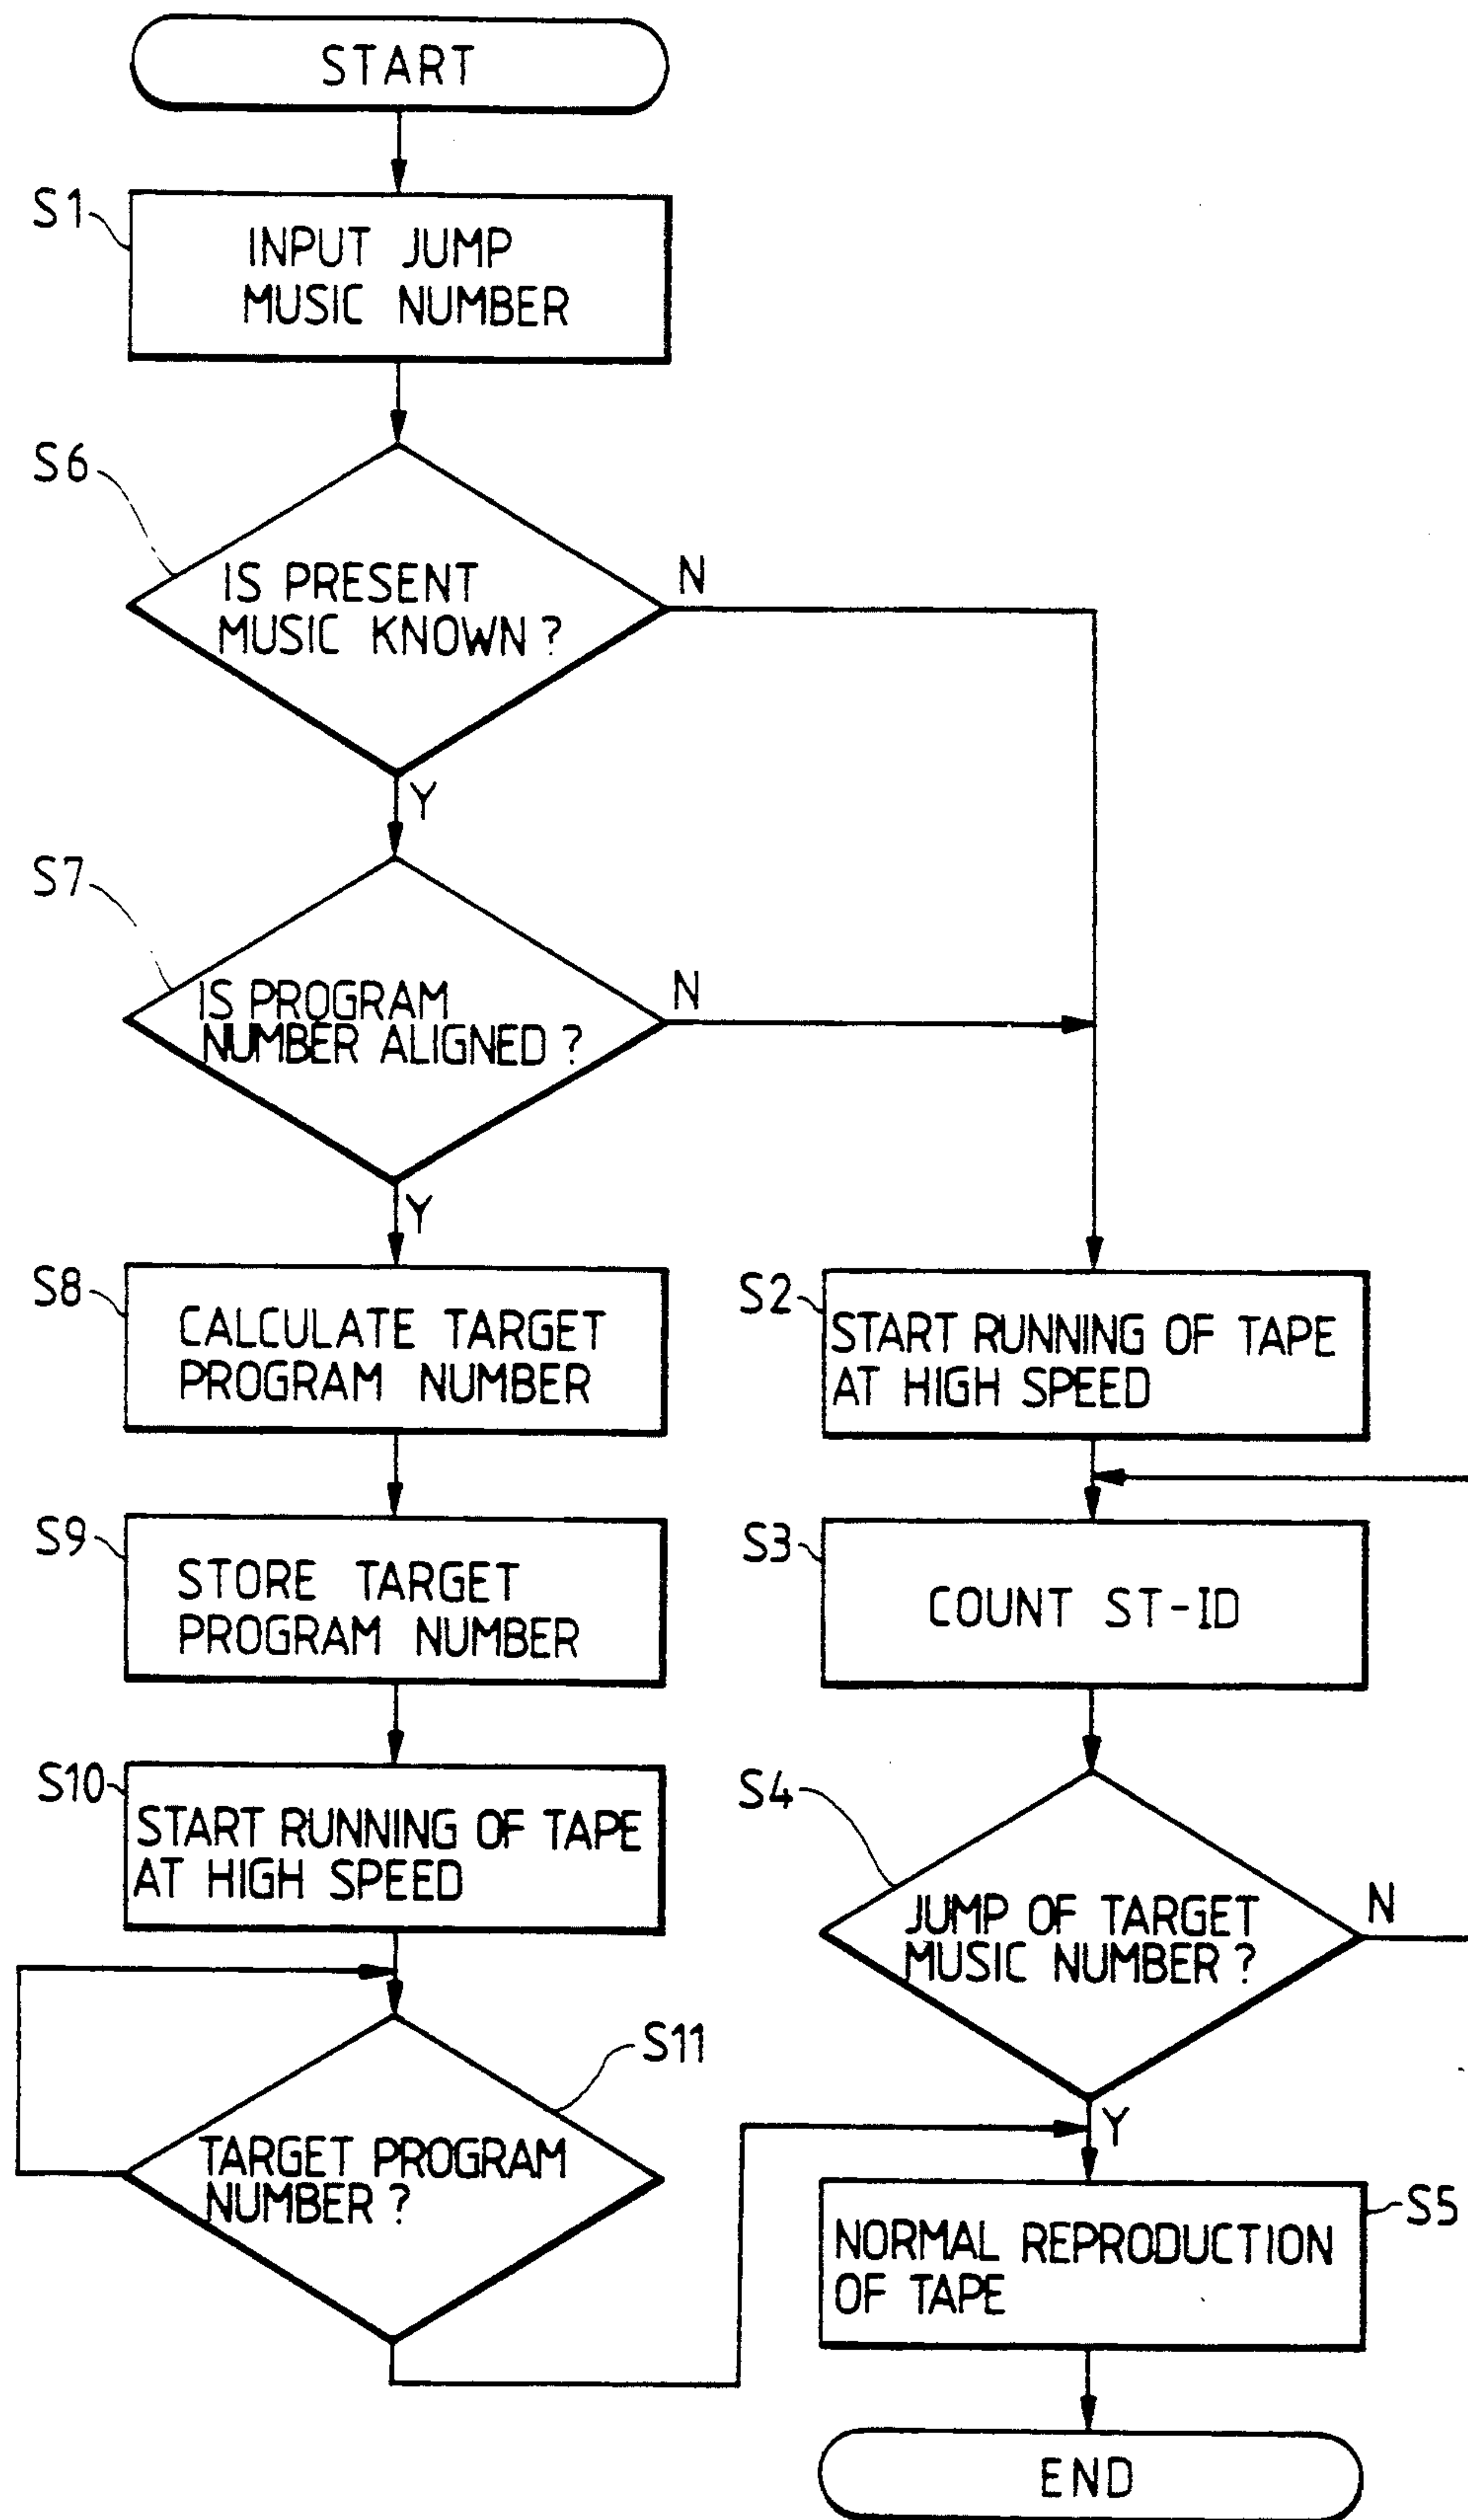 START
S1
INPUT JUMP
MUSIC NUMBER
S6
IS PRESENT
MUSIC KNOWN ?
N
Y
S7
IS PROGRAM
NUMBER ALIGNED ?
N
Y
S8
CALCULATE TARGET
PROGRAM NUMBER
S9
STORE TARGET
PROGRAM NUMBER
S10
START RUNNING OF TAPE
AT HIGH SPEED
S11
TARGET PROGRAM
NUMBER ?
S2
START RUNNING OF TAPE
AT HIGH SPEED
S3
COUNT ST-ID
S4
JUMP OF TARGET
MUSIC NUMBER ?
N
Y
S5
NORMAL REPRODUCTION
OF TAPE
END